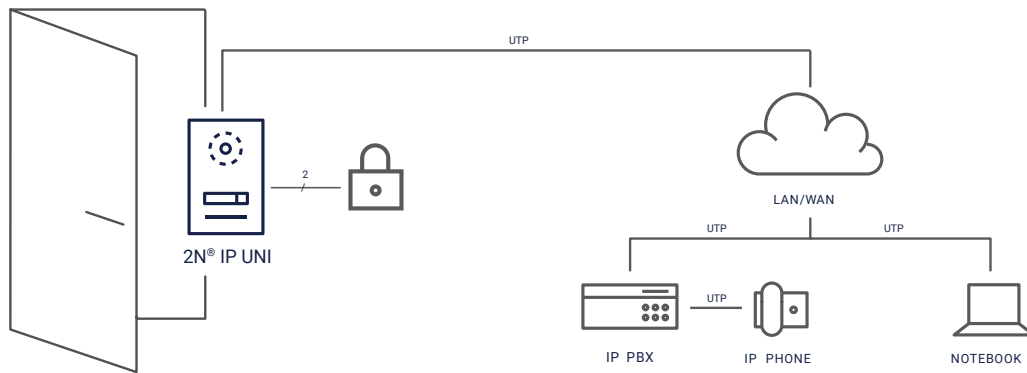 UTP
2
2N® IP UNI
LAN/WAN
UTP
UTP
UTP
IP PBX
IP PHONE
NOTEBOOK